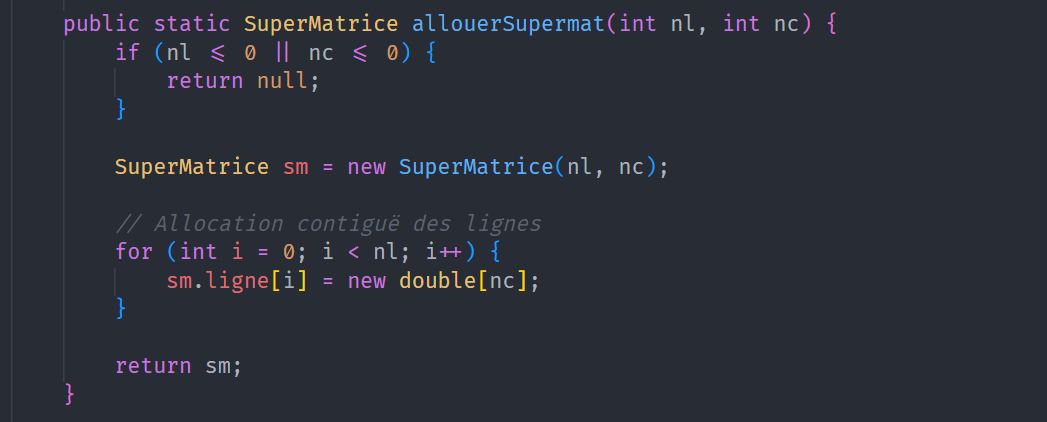 public static SuperMatrice allouerSupermat(int nl, int nc) {
if (nl <= 0 || nc <= 0) {
return null;
}
SuperMatrice sm = new SuperMatrice(nl, nc);
// Allocation contiguë des lignes
for (int i = 0; i < nl; i++) {
sm.ligne[i] = new double[nc];
}
return sm;
}